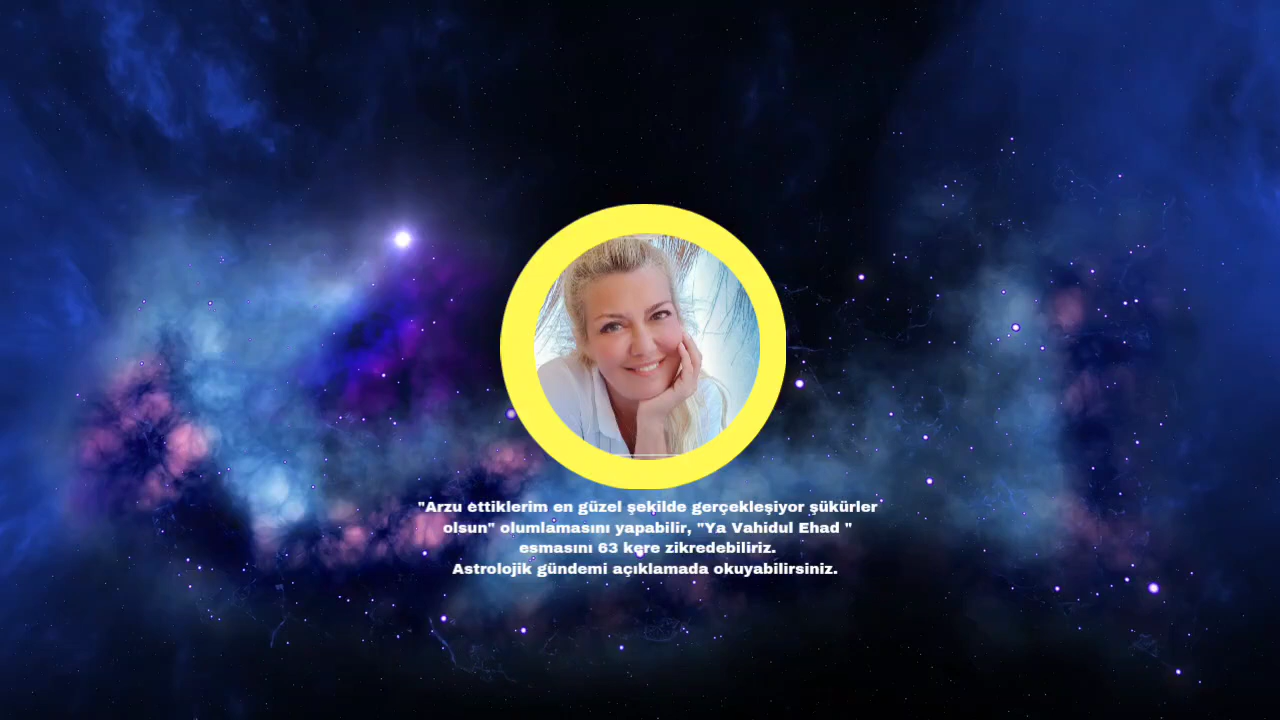 "Arzu ettiklerim en güzel şekilde gerçekleşiyor şükürler
olsun" olumlamasını yapabilir, "Ya Vahidul Ehad "
esmasını 63 kere zikredebiliriz.
Astrolojik gündemi açıklamada okuyabilirsiniz.